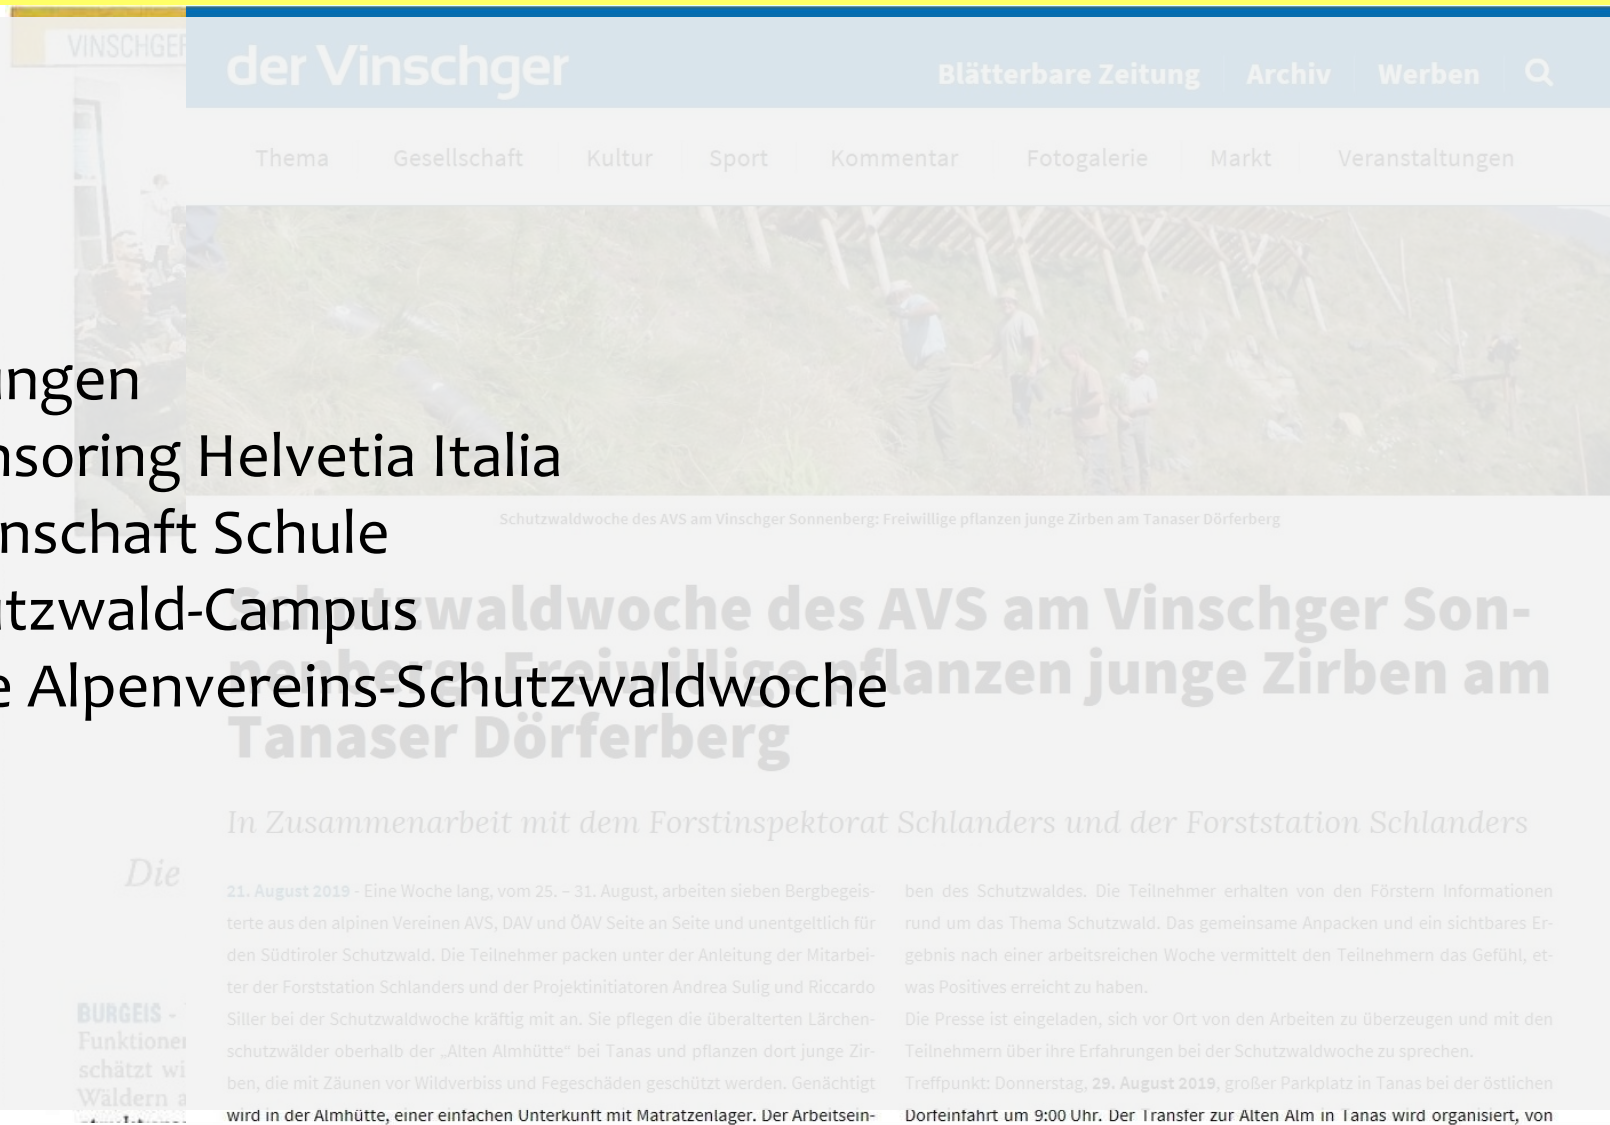 VINSCHGER
der Vinschger
Blätterbare Zeitung Archiv Werben
Thema Gesellschaft Kultur Sport Kommentar Fotogalerie Markt Veranstaltungen
ungen
nsoring Helvetia Italia
nschaft Schule
utzwald-Campus
e Alpenvereins-Schutzwaldwoche
Schutzwaldwoche des AVS am Vinschger Sonnenberg: Freiwillige pflanzen junge Zirben am Tanaser Dörferberg
Schutzwaldwoche des AVS am Vinschger Son-
nenberg: Freiwillige pflanzen junge Zirben am
Tanaser Dörferberg
In Zusammenarbeit mit dem Forstinspektorat Schlanders und der Forststation Schlanders
Die
21. August 2019 - Eine Woche lang, vom 25. – 31. August, arbeiten sieben Bergbegeis-
terte aus den alpinen Vereinen AVS, DAV und ÖAV Seite an Seite und unentgeltlich für
den Südtiroler Schutzwald. Die Teilnehmer packen unter der Anleitung der Mitarbei-
ter der Forststation Schlanders und der Projektinitiatoren Andrea Sulig und Riccardo
Siller bei der Schutzwaldwoche kräftig mit an. Sie pflegen die überalterten Lärchen-
schutzwälder oberhalb der „Alten Almhütte“ bei Tanas und pflanzen dort junge Zir-
ben, die mit Zäunen vor Wildverbiss und Fegeschäden geschützt werden. Genächtigt
wird in der Almhütte, einer einfachen Unterkunft mit Matratzenlager. Der Arbeitsein-
ben des Schutzwaldes. Die Teilnehmer erhalten von den Förstern Informationen
rund um das Thema Schutzwald. Das gemeinsame Anpacken und ein sichtbares Er-
gebnis nach einer arbeitsreichen Woche vermittelt den Teilnehmern das Gefühl, et-
was Positives erreicht zu haben.
Die Presse ist eingeladen, sich vor Ort von den Arbeiten zu überzeugen und mit den
Teilnehmern über ihre Erfahrungen bei der Schutzwaldwoche zu sprechen.
Treffpunkt: Donnerstag, 29. August 2019, großer Parkplatz in Tanas bei der östlichen
Dorfeinfahrt um 9:00 Uhr. Der Transfer zur Alten Alm in Tanas wird organisiert, von
BURGEIS -
Funktionen
schätzt wi
Wäldern a